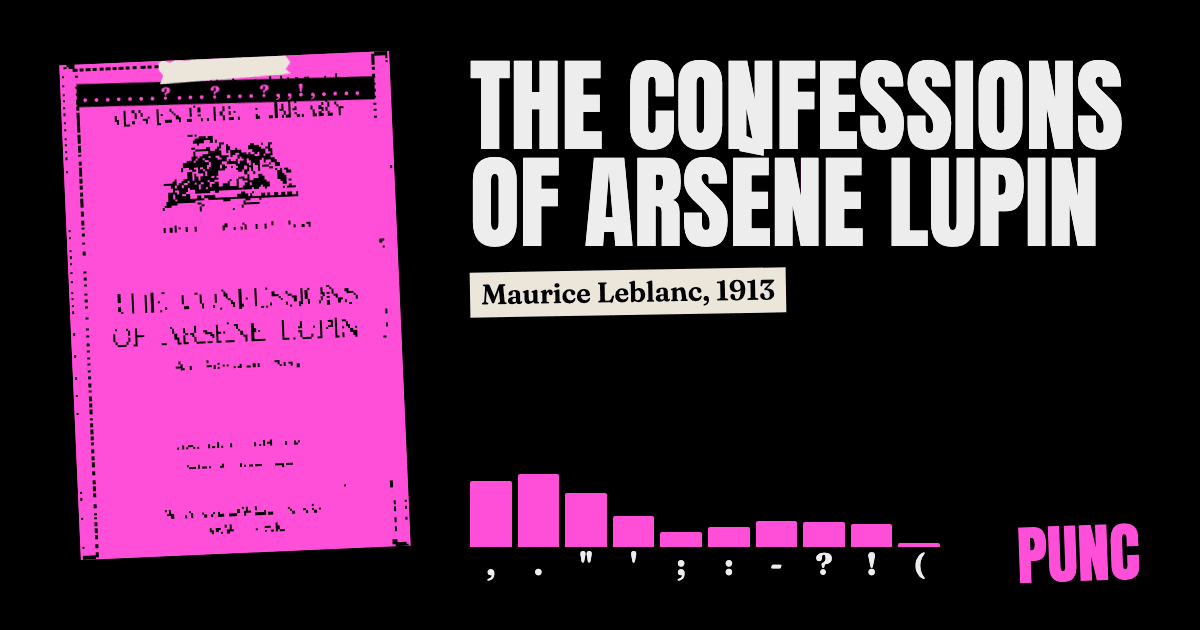 .......?...?...?,,!,....
ADVENTURE LIBRARY
THE CONFESSIONS
OF ARSENE LUPIN
THE CONFESSIONS
OF ARSÈNE LUPIN
Maurice Leblanc, 1913
, . " ' ; : - ? ! (
PUNC